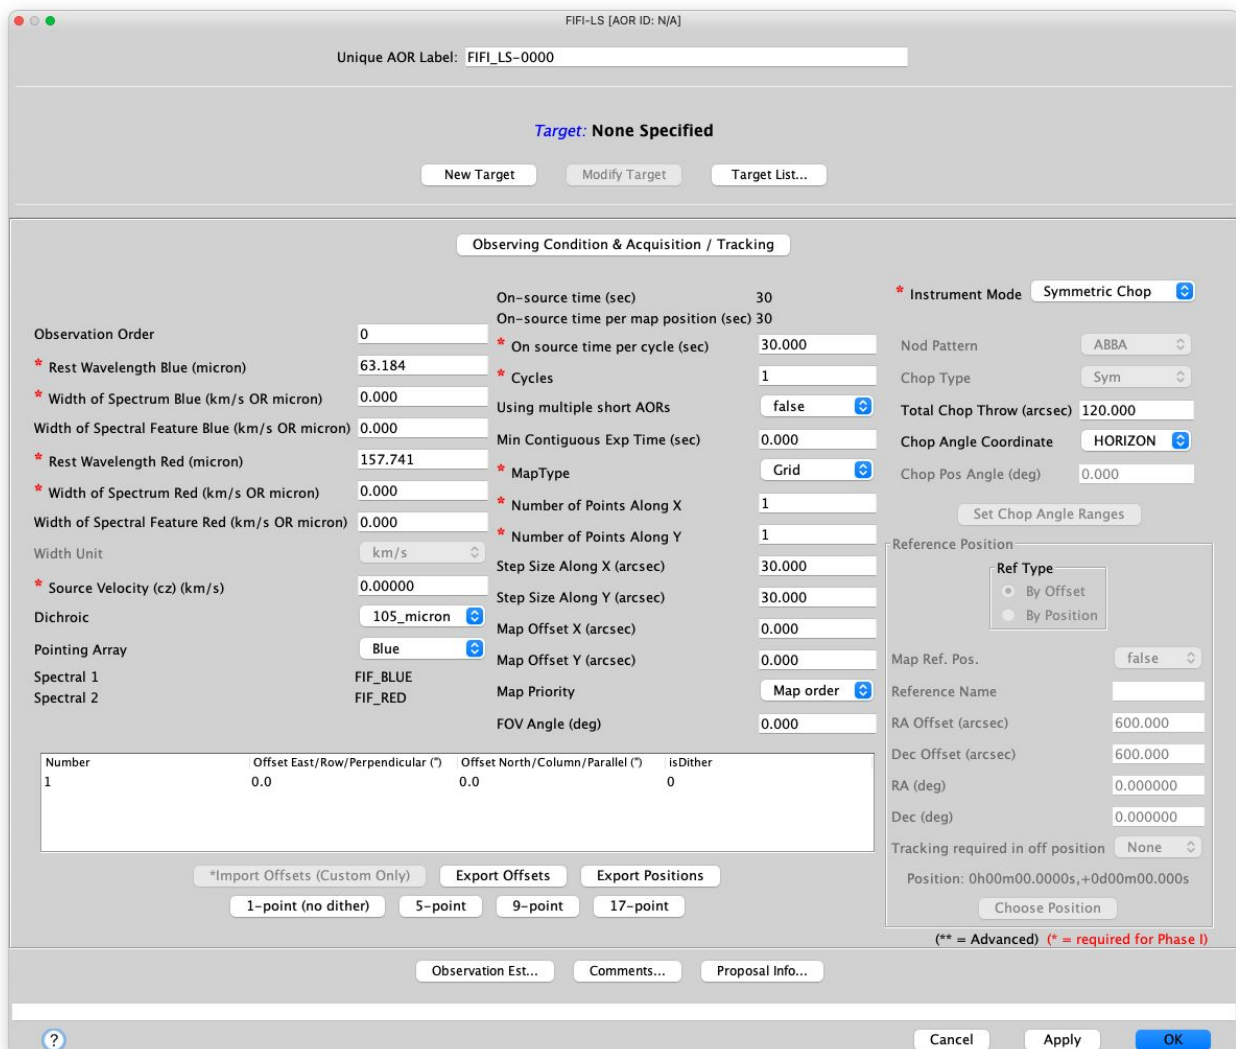 FIFI-LS [AOR ID: N/A]
Unique AOR Label: FIFI_LS-0000
Target: None Specified
New Target Modify Target Target List...
Observing Condition & Acquisition / Tracking
Observation Order 0
* Rest Wavelength Blue (micron) 63.184
* Width of Spectrum Blue (km/s OR micron) 0.000
Width of Spectral Feature Blue (km/s OR micron) 0.000
* Rest Wavelength Red (micron) 157.741
* Width of Spectrum Red (km/s OR micron) 0.000
Width of Spectral Feature Red (km/s OR micron) 0.000
Width Unit km/s
* Source Velocity (cz) (km/s) 0.00000
Dichroic 105_micron
Pointing Array Blue
Spectral 1 FIF_BLUE
Spectral 2 FIF_RED
On-source time (sec) 30
On-source time per map position (sec) 30
* On source time per cycle (sec) 30.000
* Cycles 1
Using multiple short AORs false
Min Contiguous Exp Time (sec) 0.000
* MapType Grid
* Number of Points Along X 1
* Number of Points Along Y 1
Step Size Along X (arcsec) 30.000
Step Size Along Y (arcsec) 30.000
Map Offset X (arcsec) 0.000
Map Offset Y (arcsec) 0.000
Map Priority Map order
FOV Angle (deg) 0.000
* Instrument Mode Symmetric Chop
Nod Pattern ABBA
Chop Type Sym
Total Chop Throw (arcsec) 120.000
Chop Angle Coordinate HORIZON
Chop Pos Angle (deg) 0.000
Set Chop Angle Ranges
Reference Position
Ref Type
By Offset
By Position
Map Ref. Pos. false
Reference Name
RA Offset (arcsec) 600.000
Dec Offset (arcsec) 600.000
RA (deg) 0.000000
Dec (deg) 0.000000
Tracking required in off position None
Position: 0h00m00.0000s,+0d00m00.000s
Choose Position
Number Offset East/Row/Perpendicular (") Offset North/Column/Parallel (") isDither
1 0.0 0.0 0
*Import Offsets (Custom Only) Export Offsets Export Positions
1-point (no dither) 5-point 9-point 17-point
(** = Advanced) (* = required for Phase I)
Observation Est... Comments... Proposal Info...
? Cancel Apply OK